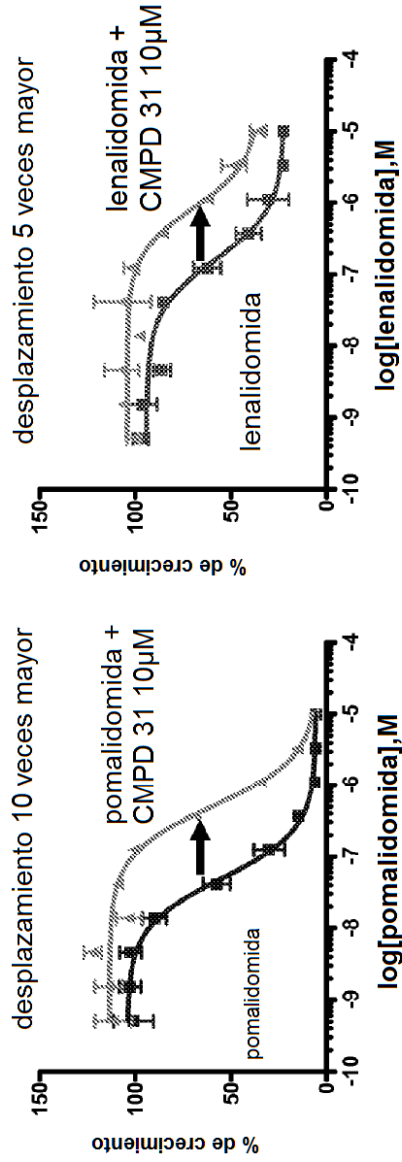 desplazamiento 10 veces mayor
pomalidomida +
CMPD 31 10µM
pomalidomida
% de crecimiento
150
100
50
0
-10
-9
-8
-7
-6
-5
-4
log[pomalidomida],M
desplazamiento 5 veces mayor
lenalidomida +
CMPD 31 10µM
lenalidomida
% de crecimiento
150
100
50
0
-10
-9
-8
-7
-6
-5
-4
log[lenalidomida],M